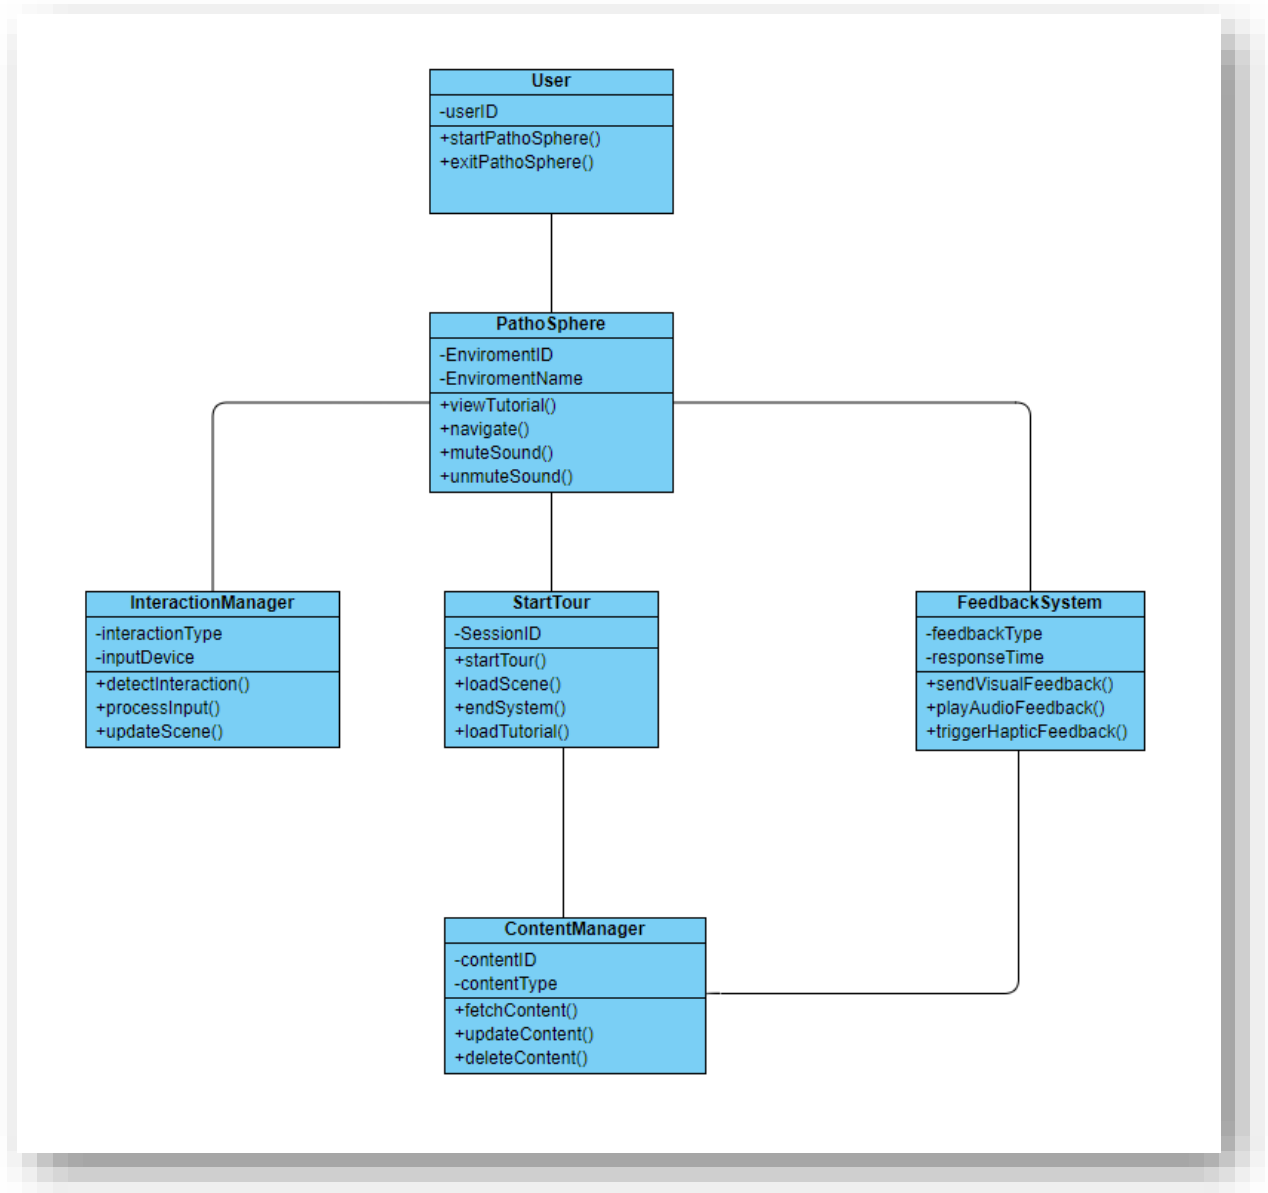 User
-userID
+startPathoSphere()
+exitPathoSphere()
PathoSphere
-EnviromentID
-EnviromentName
+viewTutorial()
+navigate()
+muteSound()
+unmuteSound()
InteractionManager
-interactionType
-inputDevice
+detectInteraction()
+processInput()
+updateScene()
StartTour
-SessionID
+startTour()
+loadScene()
+endSystem()
+loadTutorial()
FeedbackSystem
-feedbackType
-responseTime
+sendVisualFeedback()
+playAudioFeedback()
+triggerHapticFeedback()
ContentManager
-contentID
-contentType
+fetchContent()
+updateContent()
+deleteContent()